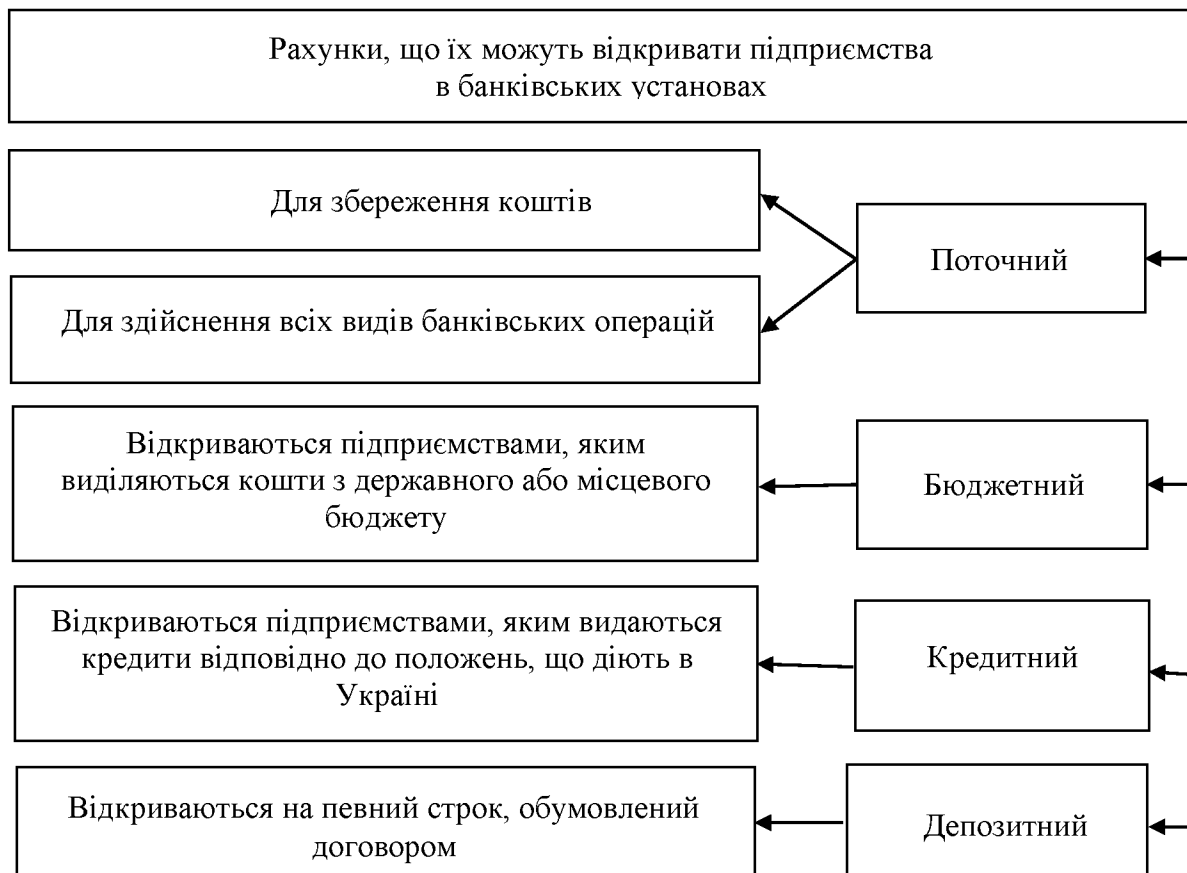 Рахунки, що їх можуть відкривати підприємства
в банківських установах
Для збереження коштів
Поточний
Для здійснення всіх видів банківських операцій
Відкриваються підприємствами, яким
виділяються кошти з державного або місцевого
бюджету
Бюджетний
Відкриваються підприємствами, яким видаються
кредити відповідно до положень, що діють в
Україні
Кредитний
Відкриваються на певний строк, обумовлений
договором
Депозитний